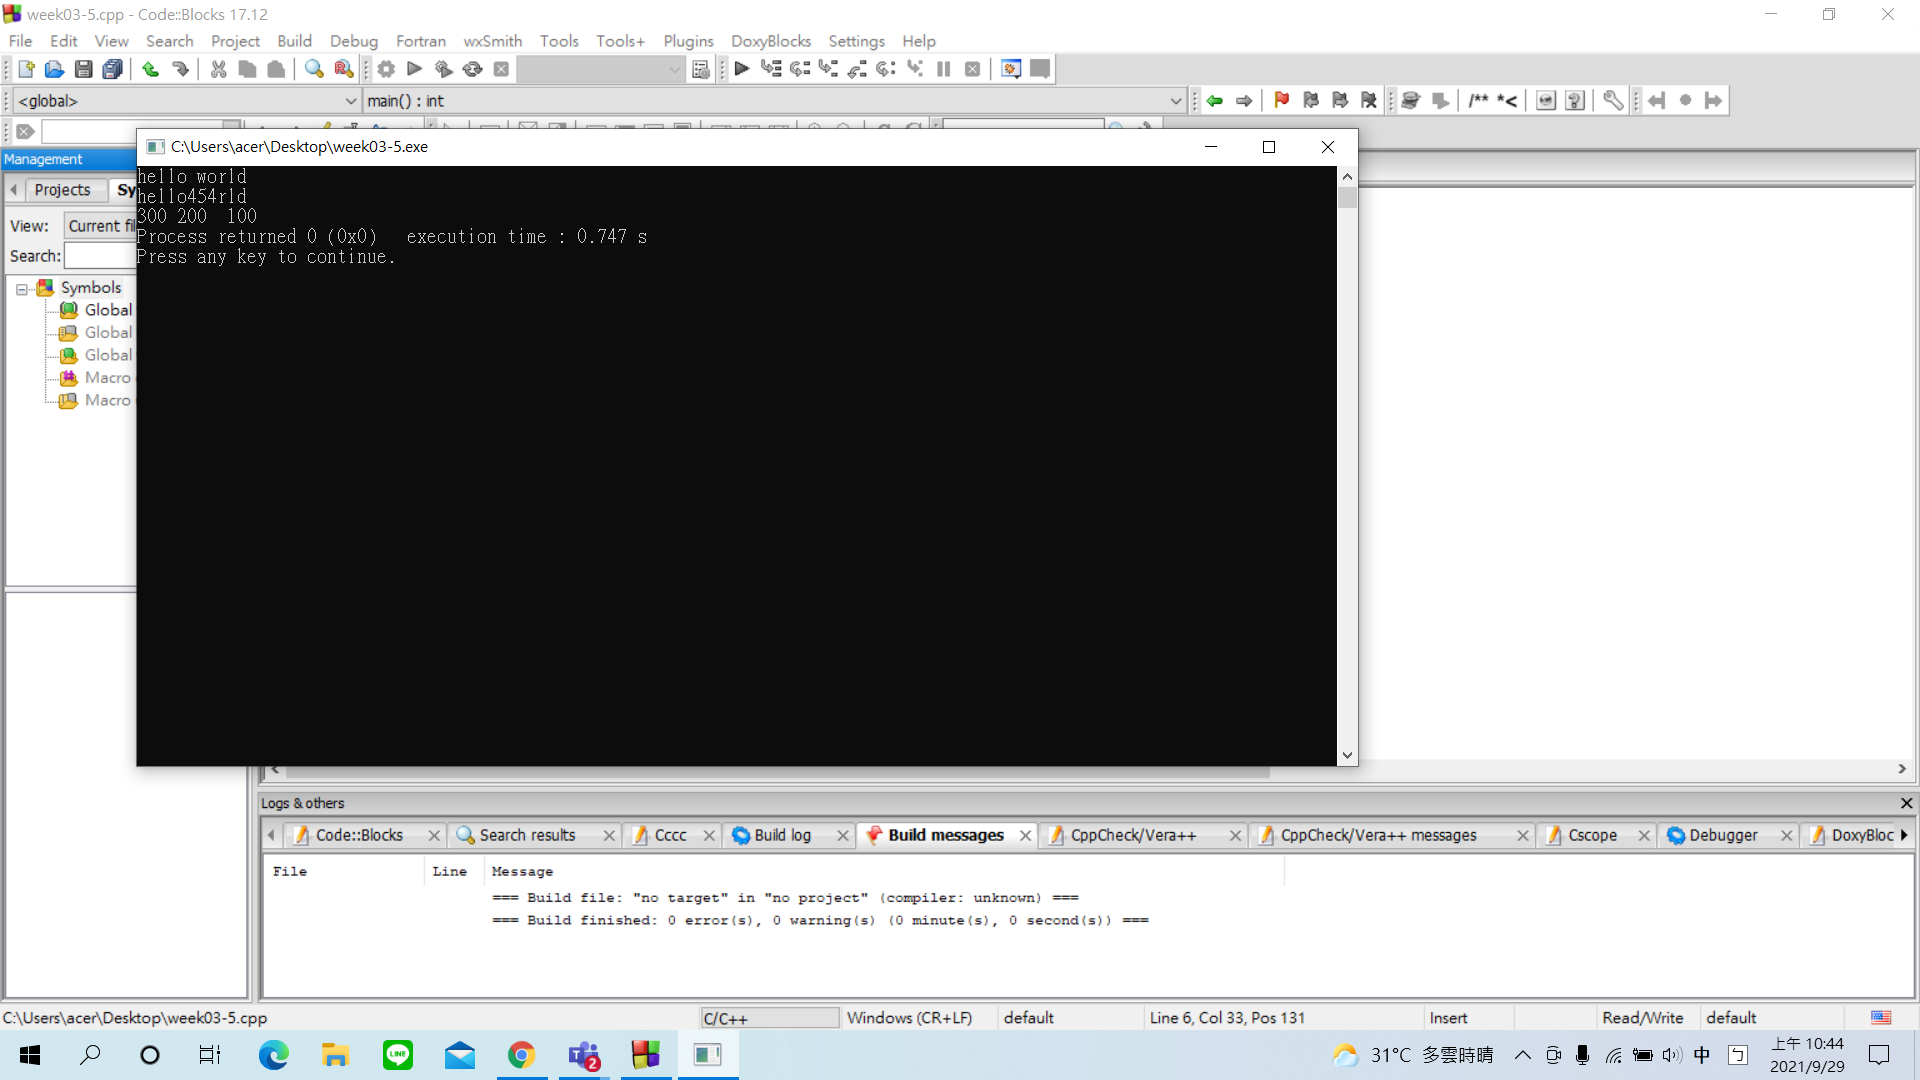 week03-5.cpp - Code::Blocks 17.12
File Edit View Search Project Build Debug Fortran wxSmith Tools Tools+ Plugins DoxyBlocks Settings Help
<global>
main() : int
/** *<
Management
C:\Users\acer\Desktop\week03-5.exe
hello world
hello454rld
300 200  100
Process returned 0 (0x0)   execution time : 0.747 s
Press any key to continue.
Projects Sy
View: Current fi
Search:
Symbols
Global
Global
Global
Macro
Macro
Logs & others
Code::Blocks Search results Cccc Build log Build messages CppCheck/Vera++ CppCheck/Vera++ messages Cscope Debugger DoxyBloc
File Line Message
=== Build file: "no target" in "no project" (compiler: unknown) ===
=== Build finished: 0 error(s), 0 warning(s) (0 minute(s), 0 second(s)) ===
C:\Users\acer\Desktop\week03-5.cpp C/C++ Windows (CR+LF) default Line 6, Col 33, Pos 131 Insert Read/Write default
LINE
2
31°C 多雲時晴
中
ㄅ
上午 10:44
2021/9/29